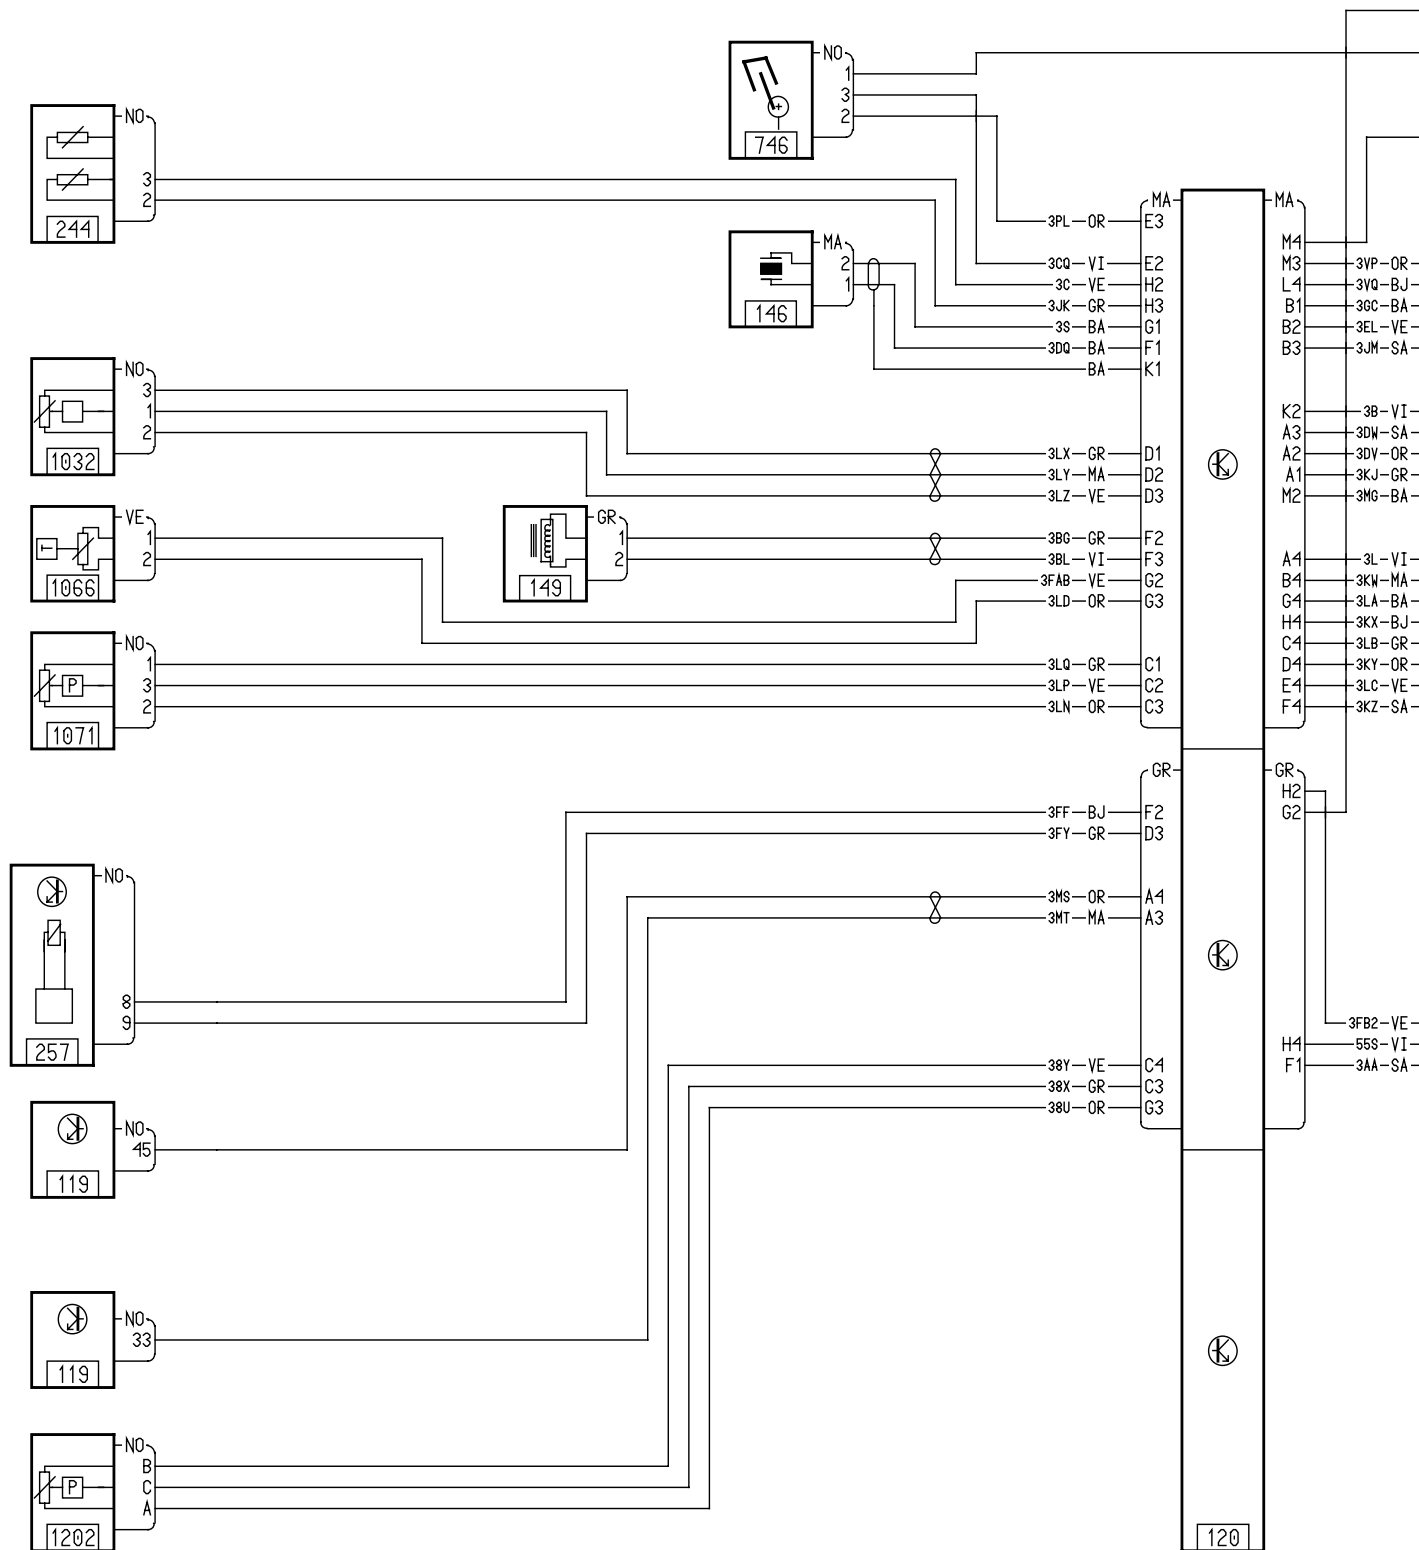 NO
1
3
2
746
NO
3
2
244
MA
2
1
146
NO
3
1
2
1032
VE
1
2
1066
GR
1
2
149
NO
1
3
2
1071
NO
8
9
257
NO
45
119
NO
33
119
NO
B
C
A
1202
MA
3PL OR E3
3CQ VI E2
3C VE H2
3JK GR H3
3S BA G1
3DQ BA F1
BA K1
3LX GR D1
3LY MA D2
3LZ VE D3
3BG GR F2
3BL VI F3
3FAB VE G2
3LD OR G3
3LQ GR C1
3LP VE C2
3LN OR C3
GR
3FF BJ F2
3FY GR D3
3MS OR A4
3MT MA A3
38Y VE C4
38X GR C3
38U OR G3
MA
M4
M3 3VP OR
L4 3VQ BJ
B1 3GC BA
B2 3EL VE
B3 3JM SA
K2 3B VI
A3 3DW SA
A2 3DV OR
A1 3KJ GR
M2 3MG BA
A4 3L VI
B4 3KW MA
G4 3LA BA
H4 3KX BJ
C4 3LB GR
D4 3KY OR
E4 3LC VE
F4 3KZ SA
GR
H2
G2
3FB2 VE
H4 55S VI
F1 3AA SA
120
P
P
T